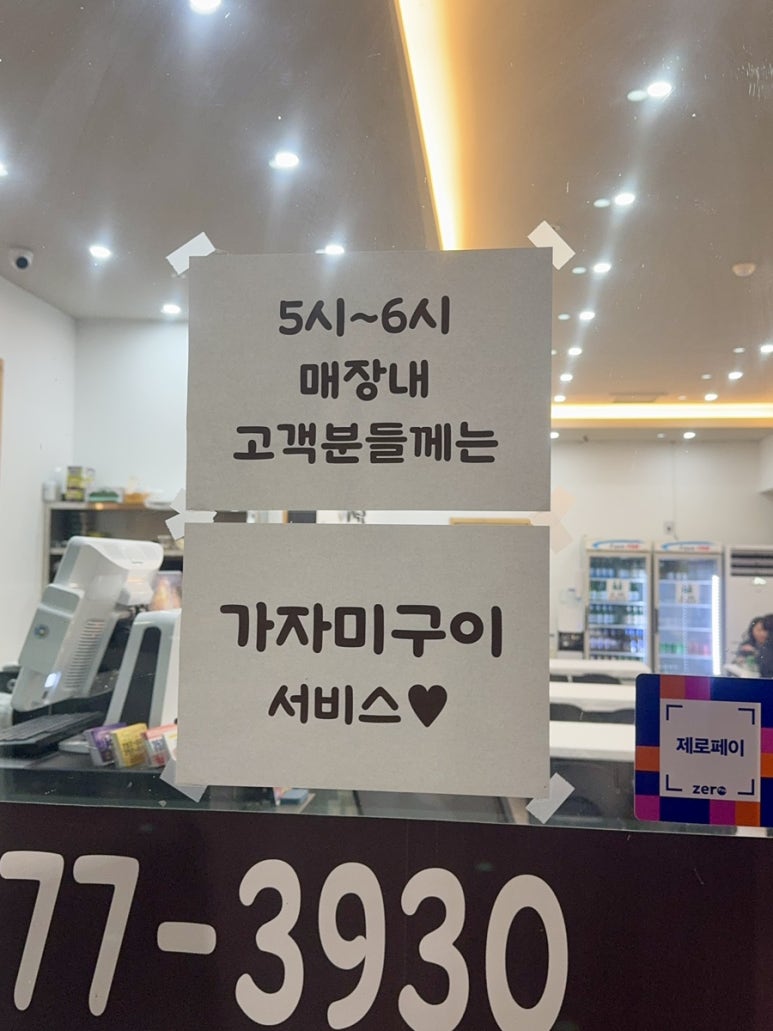 5시~6시
매장내
고객분들께는
가자미구이
서비스♥
제로페이
zero
77-3930